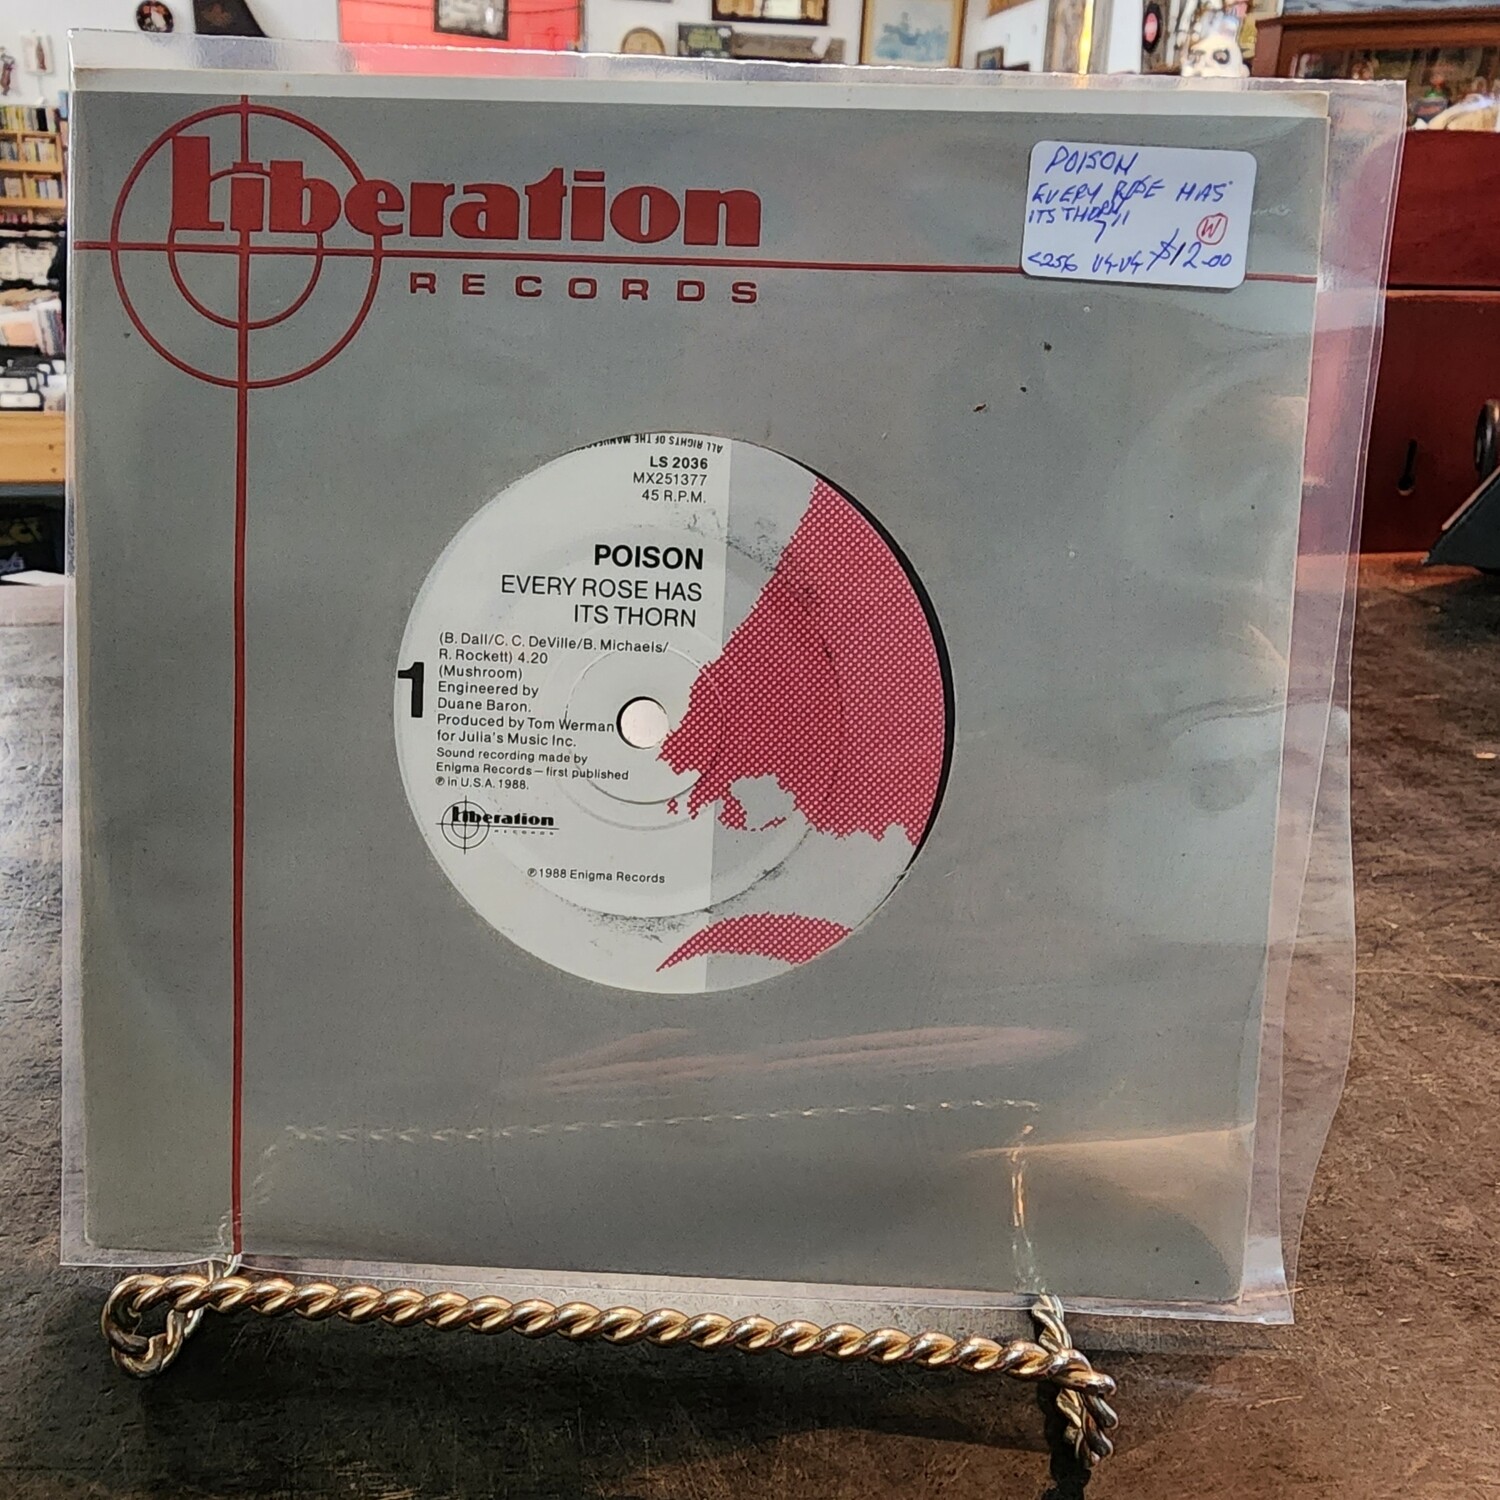 Liberation
RECORDS
POISON
EVERY ROSE HAS
ITS THORN
7"
W
$12-00
ALL RIGHTS OF THE
LS 2036
MX251377
45 R.P.M.
POISON
EVERY ROSE HAS
ITS THORN
(B. Dall/C. C. DeVille/B. Michaels/
R. Rockett) 4.20
(Mushroom)
Engineered by
Duane Baron.
Produced by Tom Werman
for Julia's Music Inc.
Sound recording made by
Enigma Records – first published
℗ in U.S.A. 1988.
1
Liberation
RECORDS
℗ 1988 Enigma Records